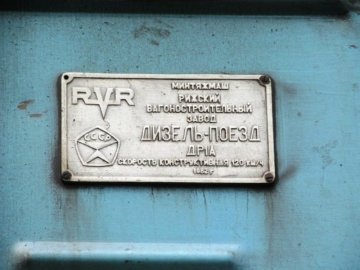 RVR
МИНТЯЖМАШ
РИЖСКИЙ
ВАГОНОСТРОИТЕЛЬНЫЙ
ЗАВОД
СССР
ДИЗЕЛЬ-ПОЕЗД
ДР1А
СКОРОСТЬ КОНСТРУКТИВНАЯ 120 КМ/Ч